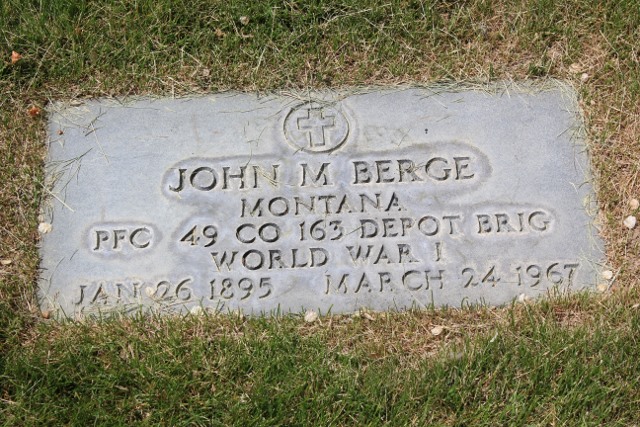 JOHN M BERGE
MONTANA
PFC 49 CO 163 DEPOT BRIG
WORLD WAR I
JAN 26 1895 MARCH 24 1967